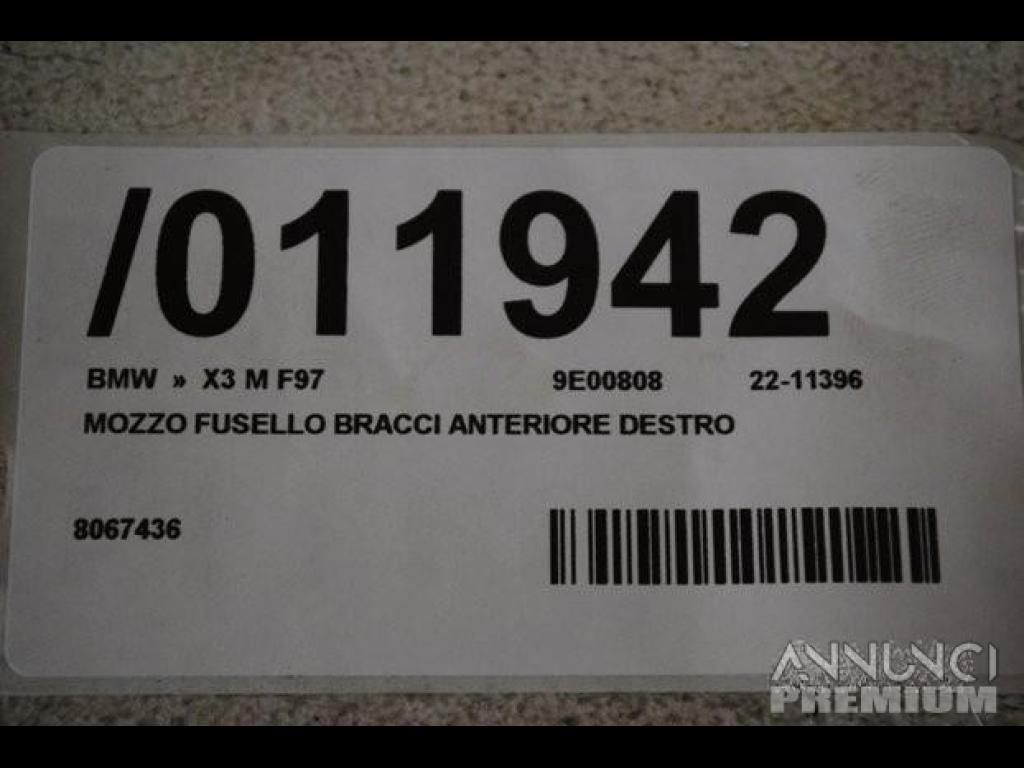 /011942
BMW » X3 M F97 9E00808 22-11396
MOZZO FUSELLO BRACCI ANTERIORE DESTRO
8067436
ANNUNCI
PREMIUM